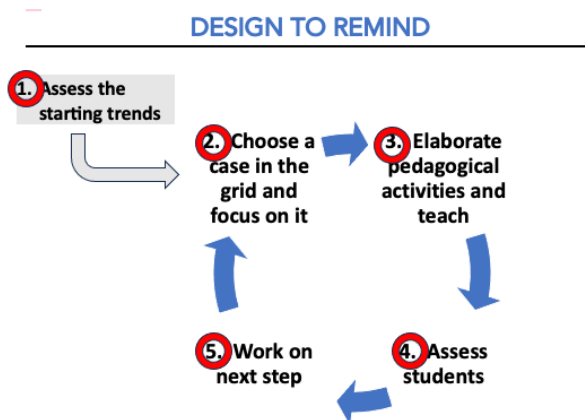 DESIGN TO REMIND
1. Assess the
starting trends
2. Choose a
case in the
grid and
focus on it
3. Elaborate
pedagogical
activities and
teach
4. Assess
students
5. Work on
next step